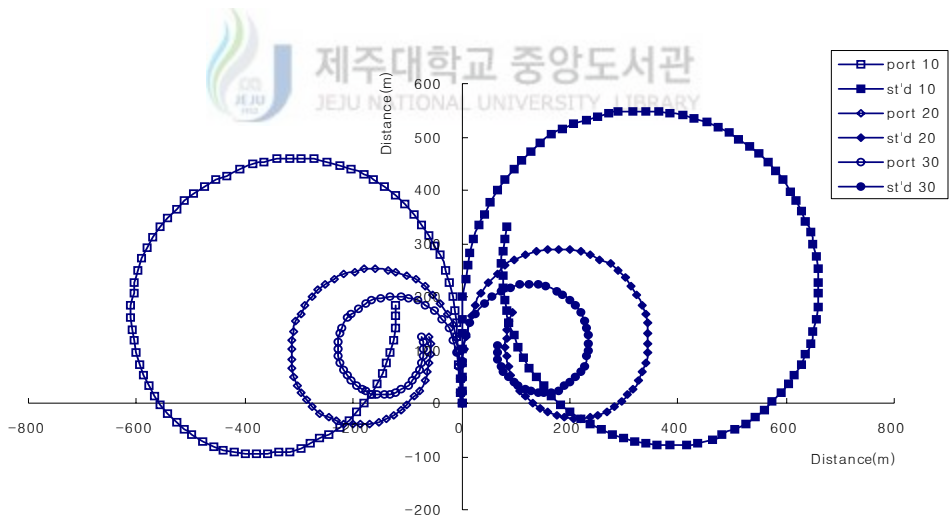 제주대학교 중앙도서관
JEJU NATIONAL UNIVERSITY LIBRARY
JEJU
1952
Distance(m)
600
500
400
300
200
100
0
-100
-200
-800
-600
-400
-200
0
200
400
600
800
Distance(m)
port 10
st'd 10
port 20
st'd 20
port 30
st'd 30